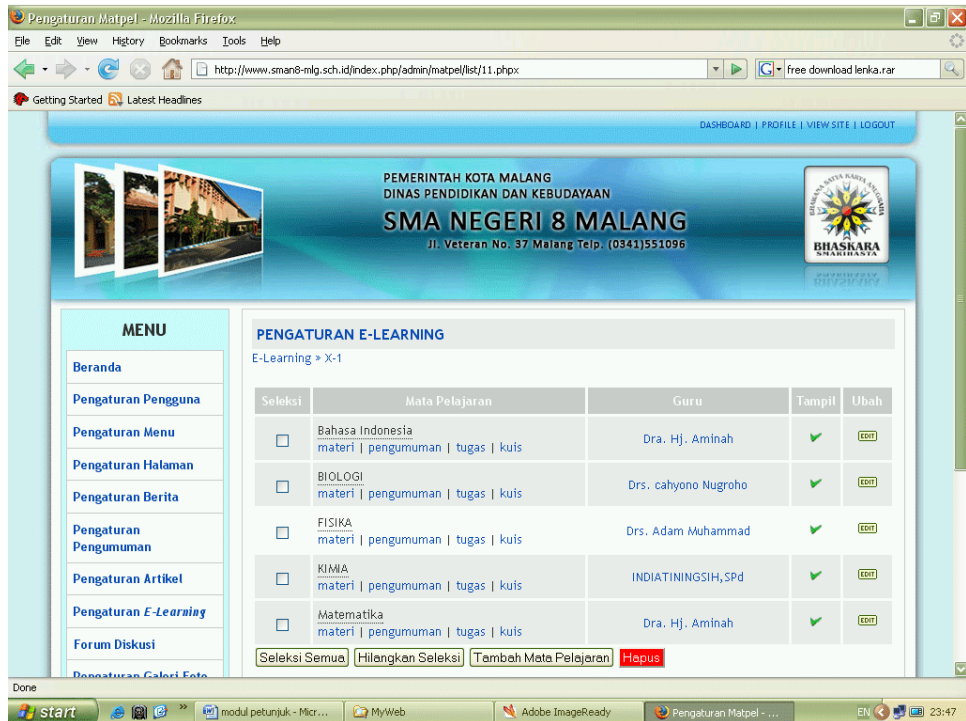 Pengaturan Matpel - Mozilla Firefox
File Edit View History Bookmarks Tools Help
http://www.sman8-mlg.sch.id/index.php/admin/matpel/list/11.phpx
free download lenka.rar
Getting Started Latest Headlines
DASHBOARD | PROFILE | VIEW SITE | LOGOUT
PEMERINTAH KOTA MALANG
DINAS PENDIDIKAN DAN KEBUDAYAAN
SMA NEGERI 8 MALANG
Jl. Veteran No. 37 Malang Telp. (0341)551096
BHASKARA
SMARIHASTA
MENU
Beranda
Pengaturan Pengguna
Pengaturan Menu
Pengaturan Halaman
Pengaturan Berita
Pengaturan
Pengumuman
Pengaturan Artikel
Pengaturan E-Learning
Forum Diskusi
Pengaturan Galeri Foto
PENGATURAN E-LEARNING
E-Learning » X-1
Seleksi Mata Pelajaran Guru Tampil Ubah
Bahasa Indonesia
materi | pengumuman | tugas | kuis
Dra. Hj. Aminah
EDIT
BIOLOGI
materi | pengumuman | tugas | kuis
Drs. cahyono Nugroho
EDIT
FISIKA
materi | pengumuman | tugas | kuis
Drs. Adam Muhammad
EDIT
KIMIA
materi | pengumuman | tugas | kuis
INDIATININGSIH,SPd
EDIT
Matematika
materi | pengumuman | tugas | kuis
Dra. Hj. Aminah
EDIT
Seleksi Semua Hilangkan Seleksi Tambah Mata Pelajaran Hapus
Done
start modul petunjuk - Micr... MyWeb Adobe ImageReady Pengaturan Matpel - ... EN 23:47